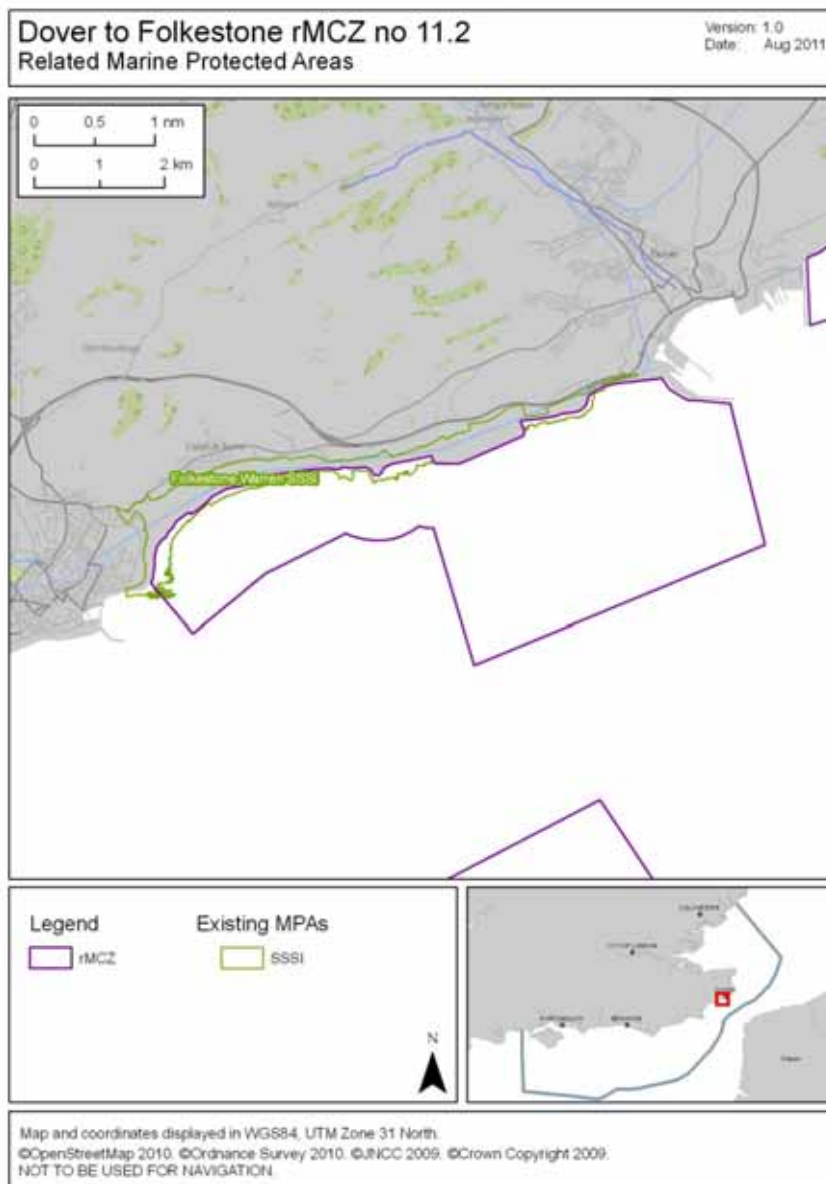 Dover to Folkestone rMCZ no 11.2
Related Marine Protected Areas
Version: 1.0
Date: Aug 2011
0 0.5 1 nm
0 1 2 km
Dover
Folkestone Warren SSSI
Legend
rMCZ
Existing MPAs
SSSI
N
Map and coordinates displayed in WGS84, UTM Zone 31 North.
©OpenStreetMap 2010. ©Ordnance Survey 2010. ©JNCC 2009. ©Crown Copyright 2009.
NOT TO BE USED FOR NAVIGATION.